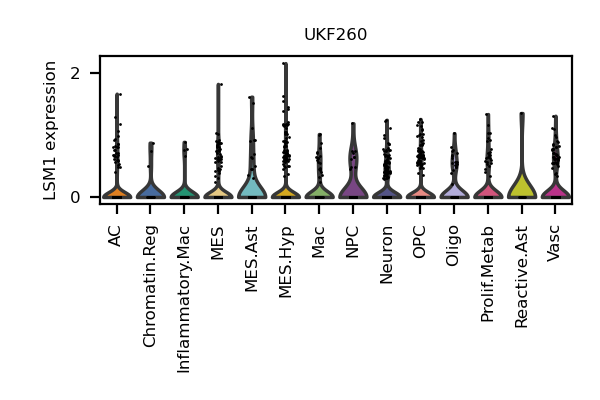 UKF260
LSM1 expression
2
0
AC
Chromatin.Reg
Inflammatory.Mac
MES
MES.Ast
MES.Hyp
Mac
NPC
Neuron
OPC
Oligo
Prolif.Metab
Reactive.Ast
Vasc